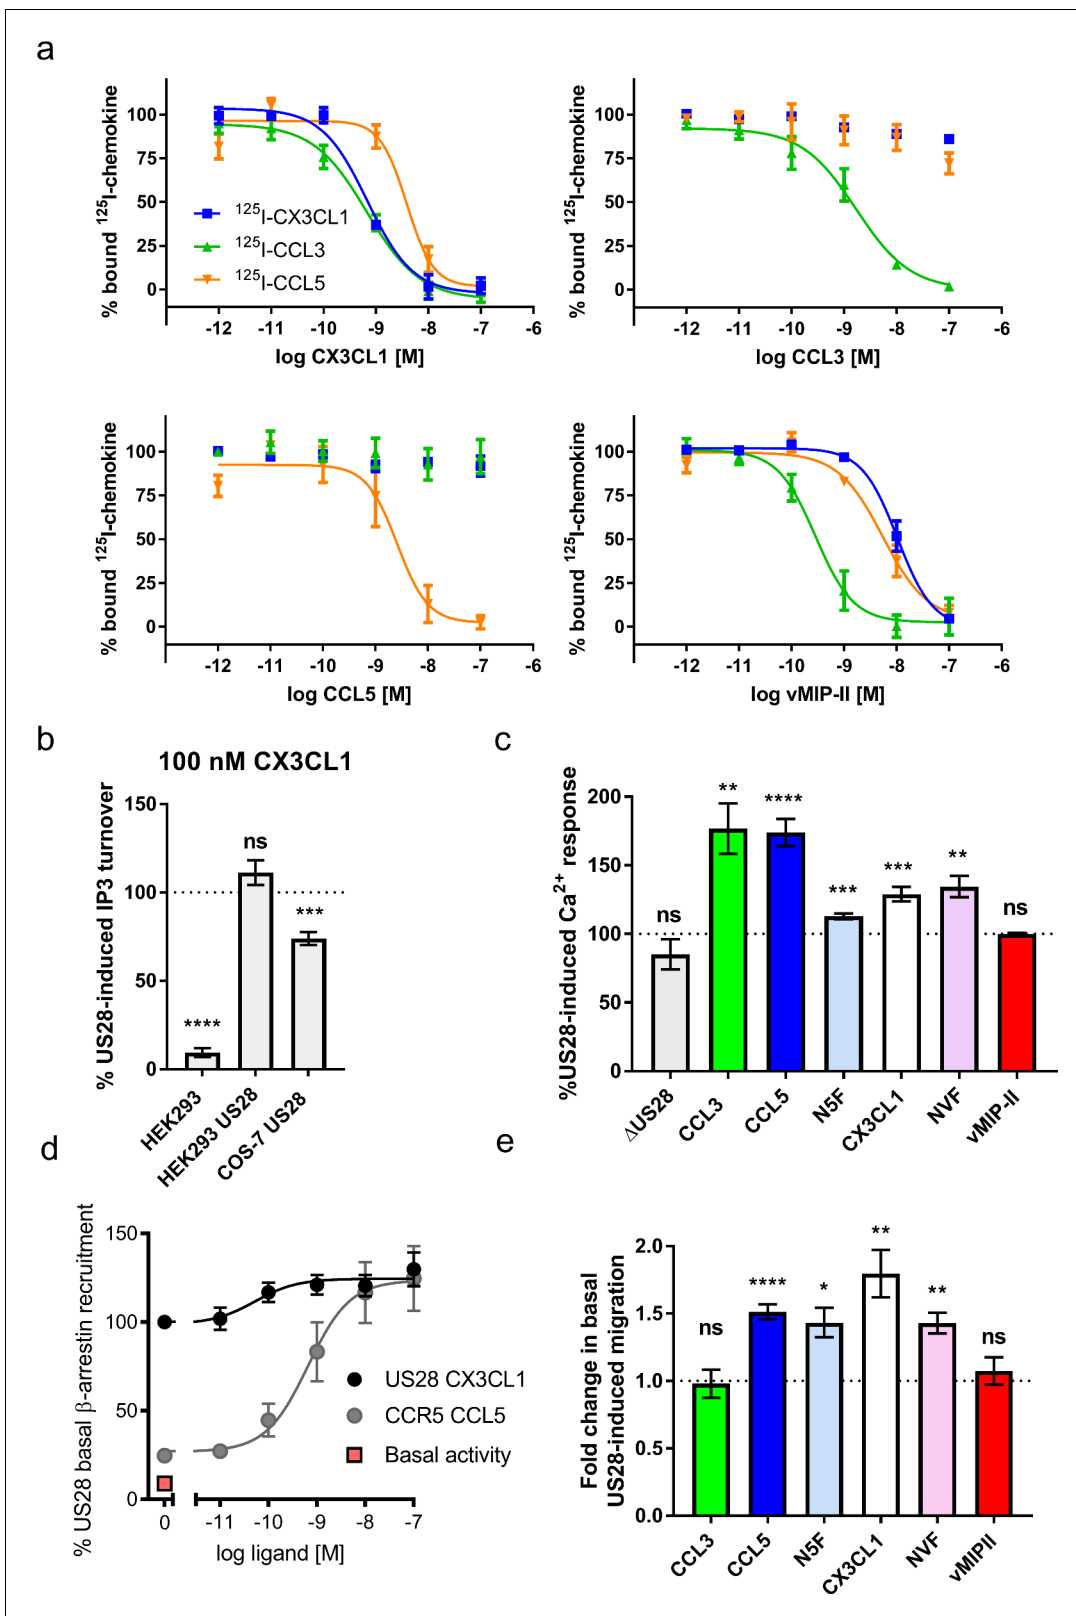 a
100
75
50
25
0
% bound ¹²⁵I-chemokine
¹²⁵I-CX3CL1
¹²⁵I-CCL3
¹²⁵I-CCL5
-12 -11 -10 -9 -8 -7 -6
log CX3CL1 [M]
100
75
50
25
0
% bound ¹²⁵I-chemokine
-12 -11 -10 -9 -8 -7 -6
log CCL3 [M]
100
75
50
25
0
% bound ¹²⁵I-chemokine
-12 -11 -10 -9 -8 -7 -6
log CCL5 [M]
100
75
50
25
0
% bound ¹²⁵I-chemokine
-12 -11 -10 -9 -8 -7 -6
log vMIP-II [M]
b
100 nM CX3CL1
% US28-induced IP3 turnover
150
100
50
0
**** ns ***
HEK293
HEK293 US28
COS-7 US28
c
%US28-induced Ca²⁺ response
200
150
100
50
0
ns ** **** *** *** ** ns
ΔUS28
CCL3
CCL5
N5F
CX3CL1
NVF
vMIP-II
d
% US28 basal β-arrestin recruitment
150
100
50
0
US28 CX3CL1
CCR5 CCL5
Basal activity
0 -11 -10 -9 -8 -7
log ligand [M]
e
Fold change in basal
US28-induced migration
2.0
1.5
1.0
0.5
0.0
ns **** * ** ** ns
CCL3
CCL5
N5F
CX3CL1
NVF
vMIPII